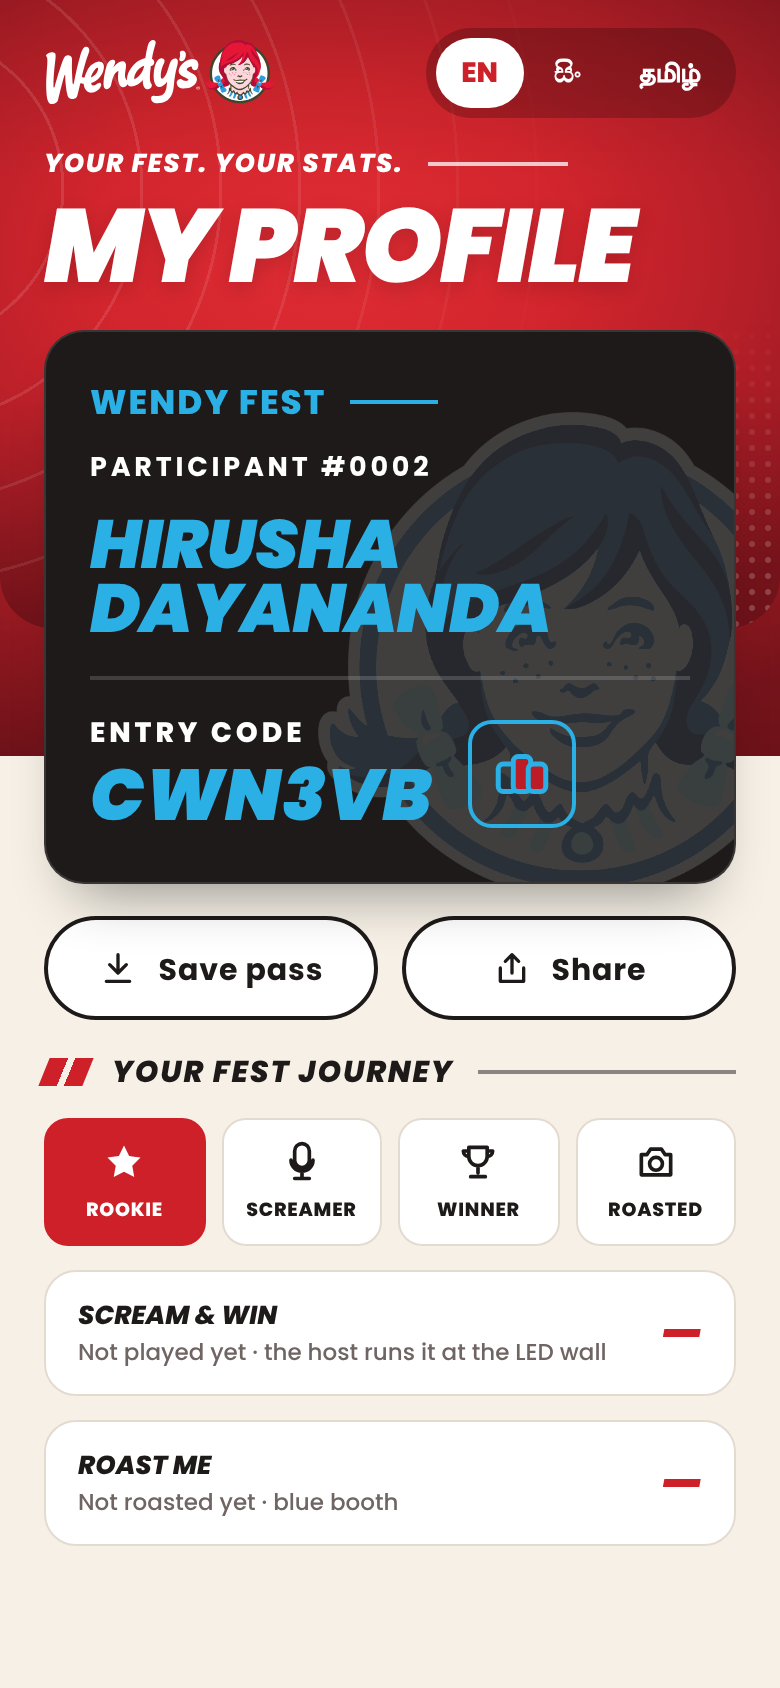 Wendy's
EN සිං தமிழ்
YOUR FEST. YOUR STATS.
MY PROFILE
WENDY FEST
PARTICIPANT #0002
HIRUSHA
DAYANANDA
ENTRY CODE
CWN3VB
Save pass
Share
YOUR FEST JOURNEY
ROOKIE
SCREAMER
WINNER
ROASTED
SCREAM & WIN
Not played yet · the host runs it at the LED wall
ROAST ME
Not roasted yet · blue booth